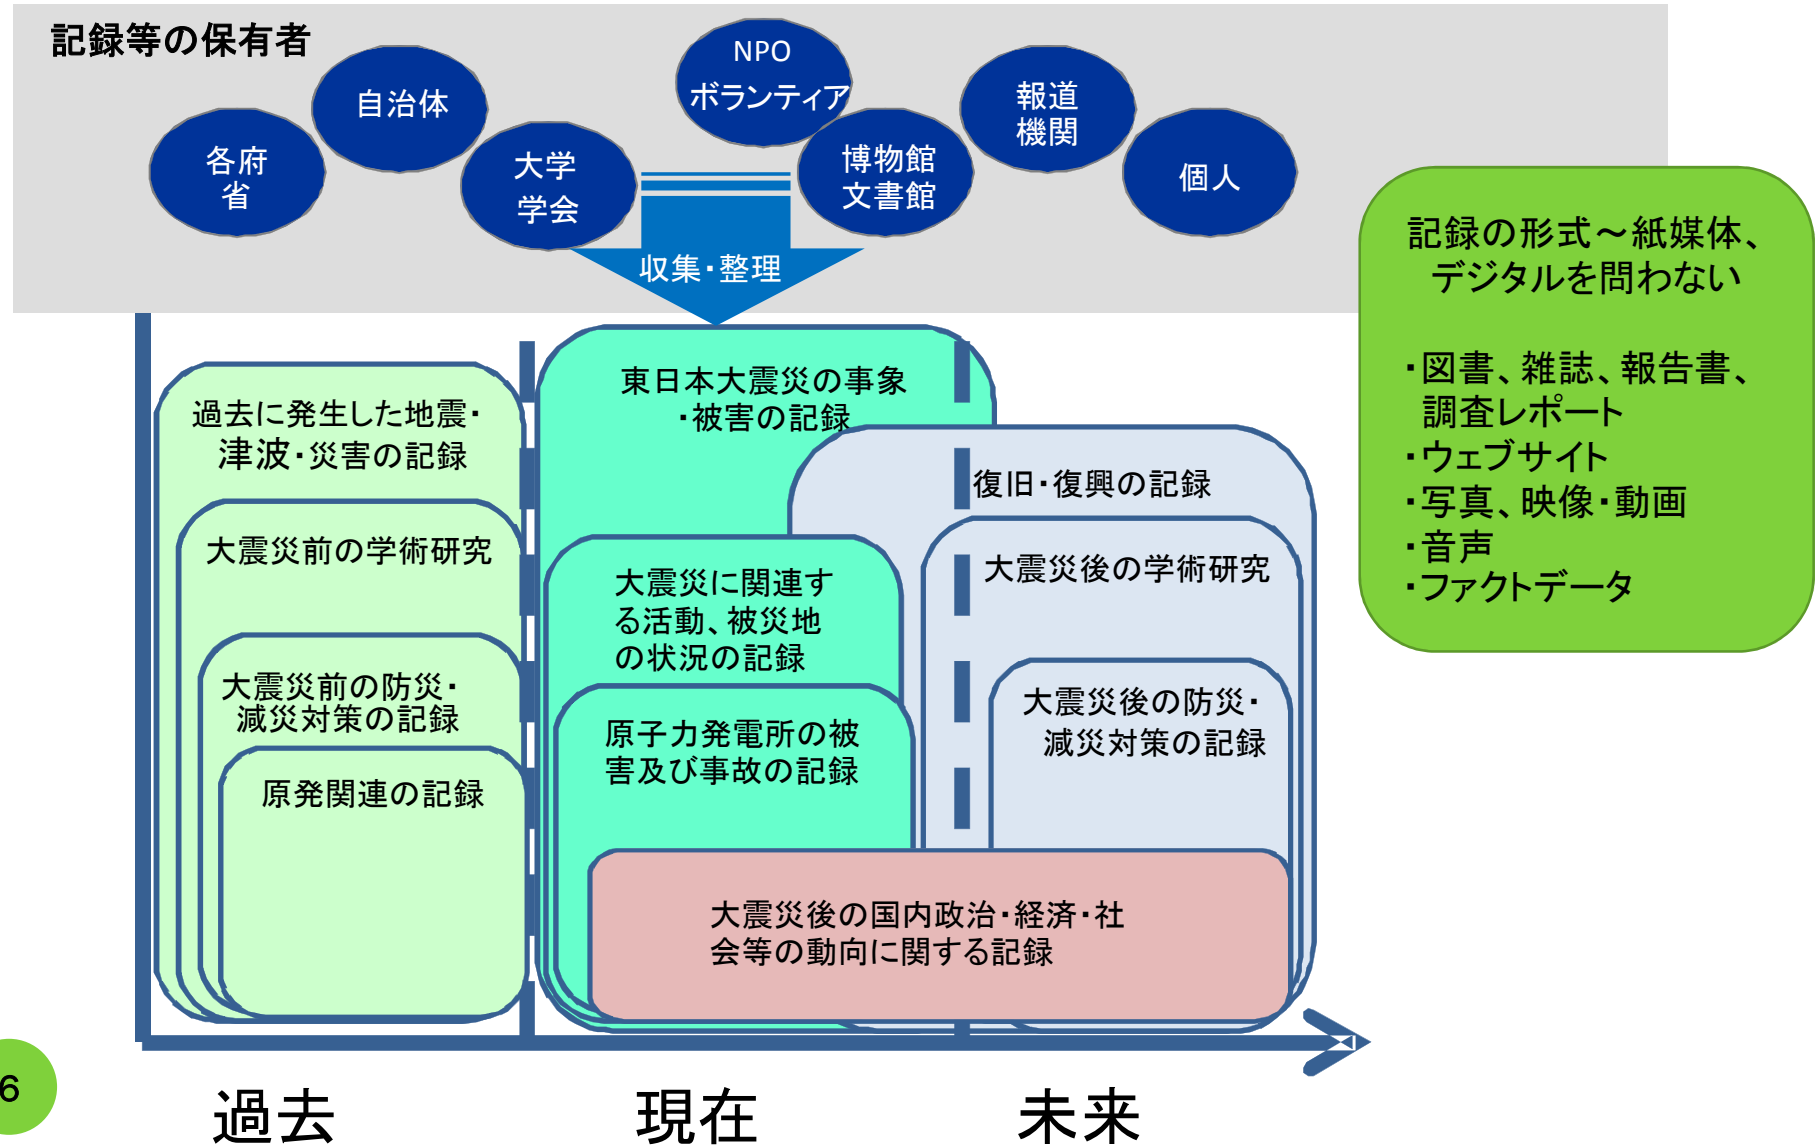 記録等の保有者
各府
省
自治体
大学
学会
NPO
ボランティア
博物館
文書館
報道
機関
個人
収集・整理
記録の形式～紙媒体、
デジタルを問わない
・図書、雑誌、報告書、
調査レポート
・ウェブサイト
・写真、映像・動画
・音声
・ファクトデータ
過去に発生した地震・
津波・災害の記録
大震災前の学術研究
大震災前の防災・
減災対策の記録
原発関連の記録
東日本大震災の事象
・被害の記録
大震災に関連す
る活動、被災地
の状況の記録
原子力発電所の被
害及び事故の記録
復旧・復興の記録
大震災後の学術研究
大震災後の防災・
減災対策の記録
大震災後の国内政治・経済・社
会等の動向に関する記録
過去
現在
未来
6